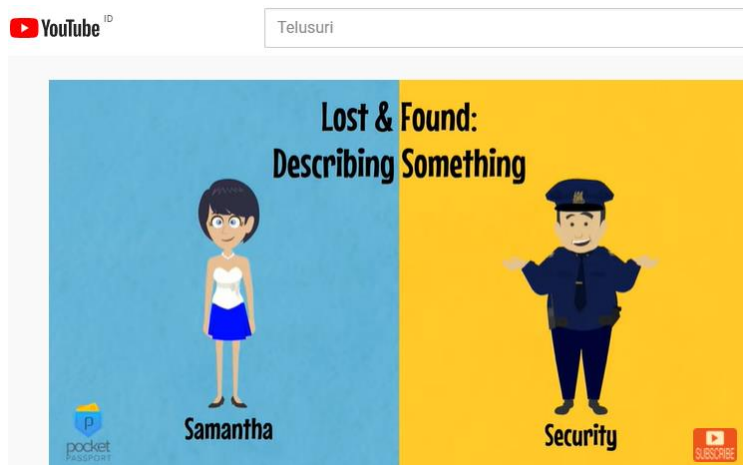 YouTube ID
Telusuri
Lost & Found:
Describing Something
Samantha
Security
pocket
PASSPORT
SUBSCRIBE